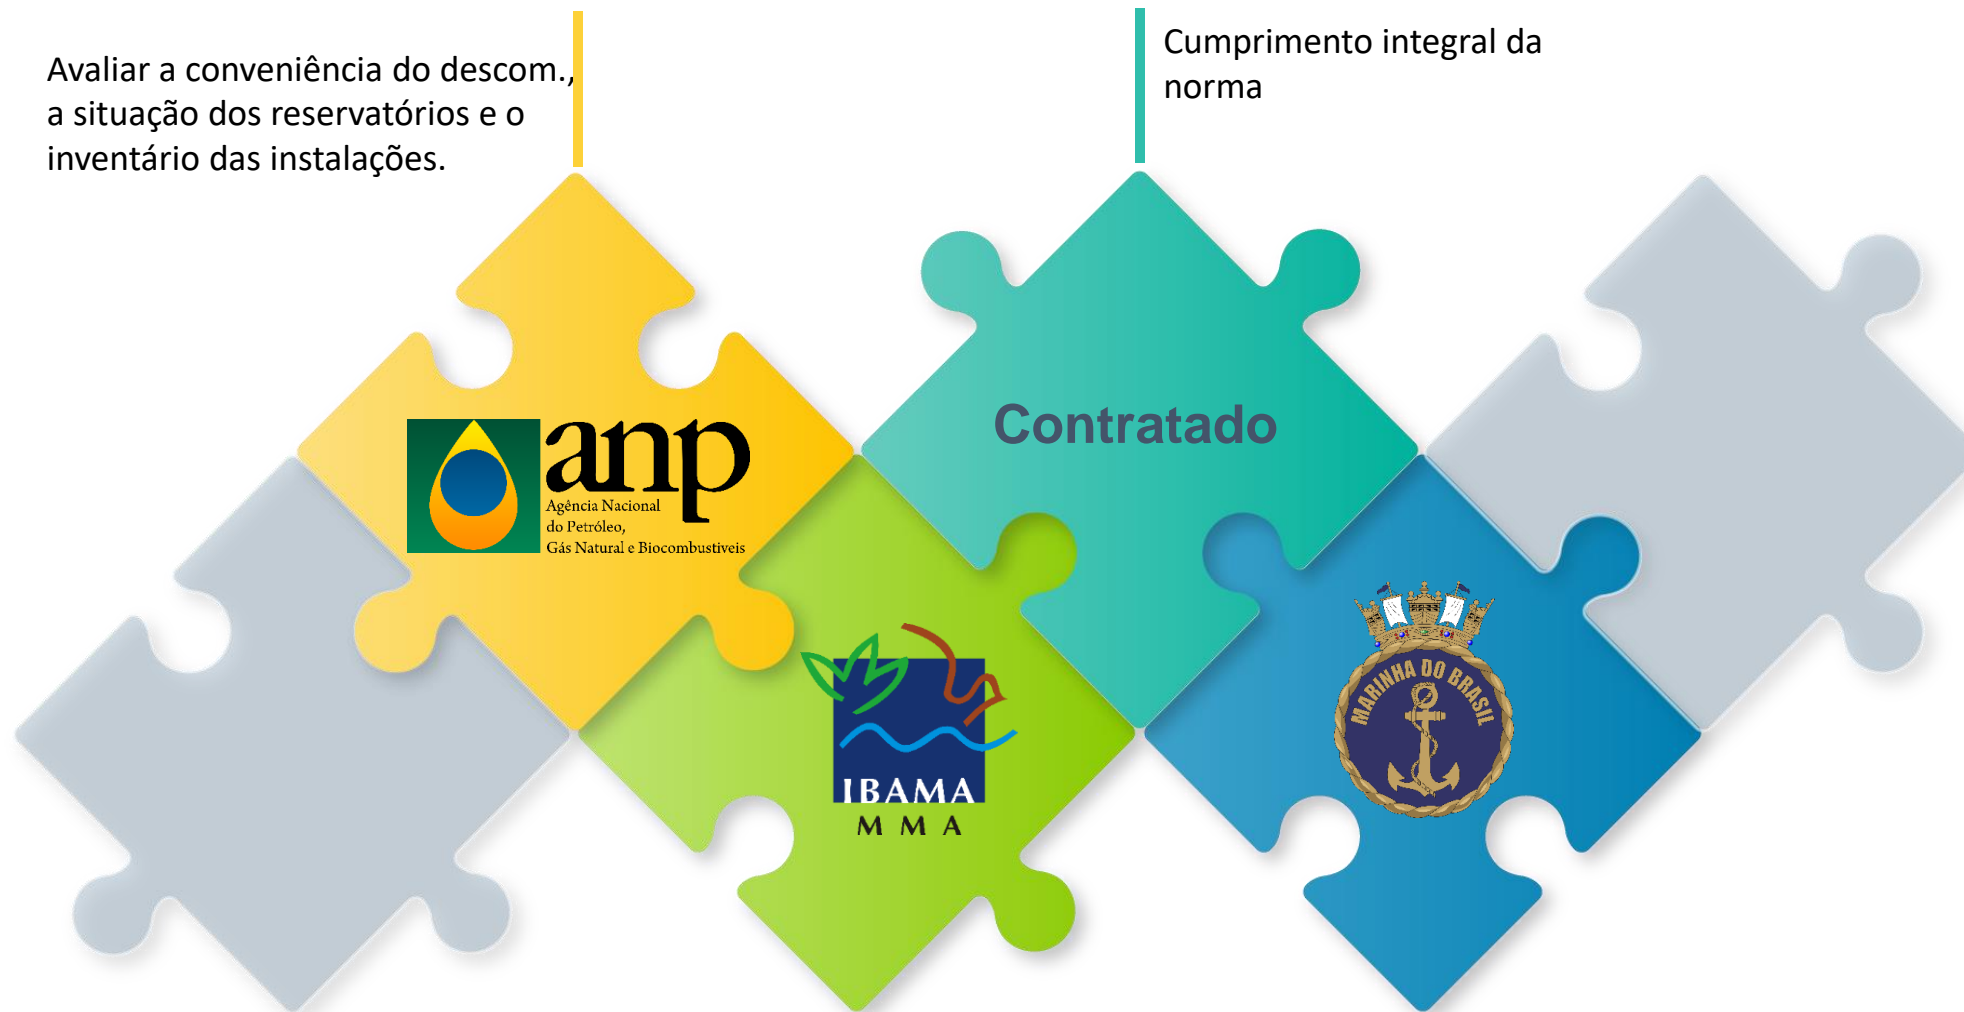 Avaliar a conveniência do descom.,
a situação dos reservatórios e o
inventário das instalações.
Cumprimento integral da
norma
anp
Agência Nacional
do Petróleo,
Gás Natural e Biocombustíveis
Contratado
IBAMA
M M A
MARINHA DO BRASIL